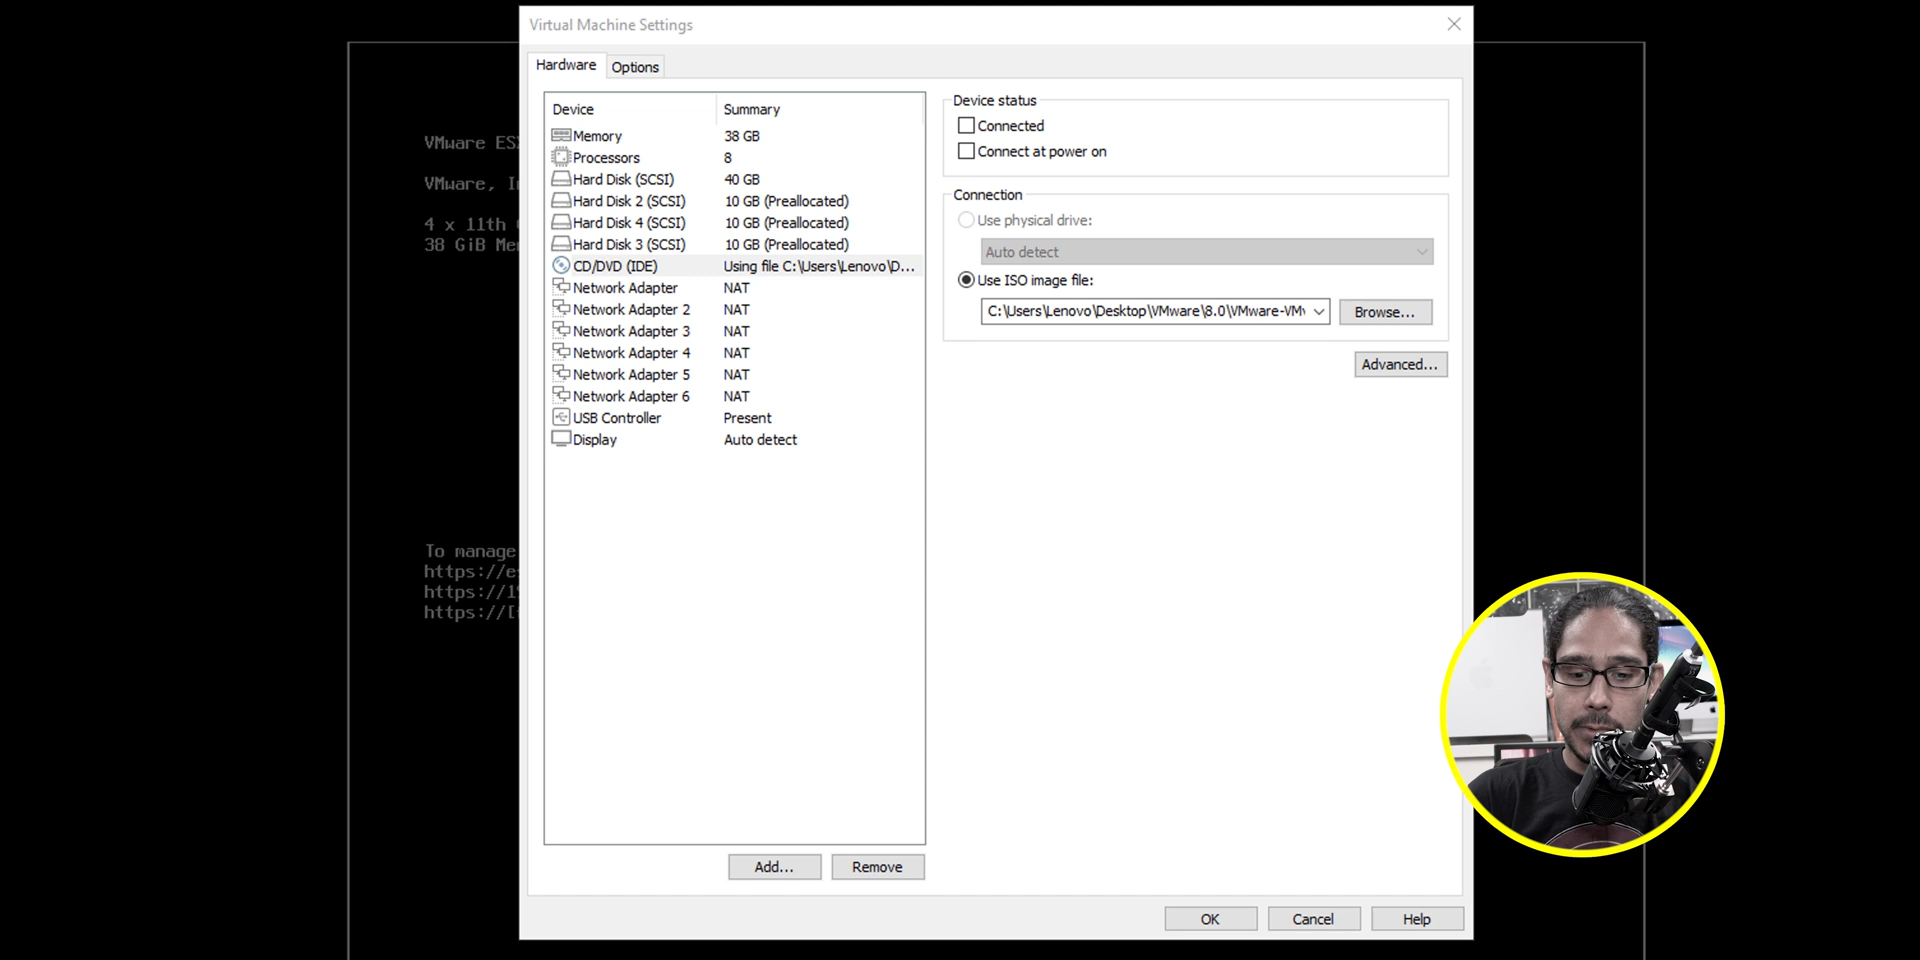 Virtual Machine Settings
Hardware
Options
Device Summary
Memory 38 GB
Processors 8
Hard Disk (SCSI) 40 GB
Hard Disk 2 (SCSI) 10 GB (Preallocated)
Hard Disk 4 (SCSI) 10 GB (Preallocated)
Hard Disk 3 (SCSI) 10 GB (Preallocated)
CD/DVD (IDE) Using file C:\Users\Lenovo\D...
Network Adapter NAT
Network Adapter 2 NAT
Network Adapter 3 NAT
Network Adapter 4 NAT
Network Adapter 5 NAT
Network Adapter 6 NAT
USB Controller Present
Display Auto detect
Add...
Remove
Device status
Connected
Connect at power on
Connection
Use physical drive:
Auto detect
Use ISO image file:
C:\Users\Lenovo\Desktop\VMware\8.0\VMware-VM
Browse...
Advanced...
OK
Cancel
Help
VMware
VMware,
4 x 11th
38 GiB
To manage
https://
https://
https://[